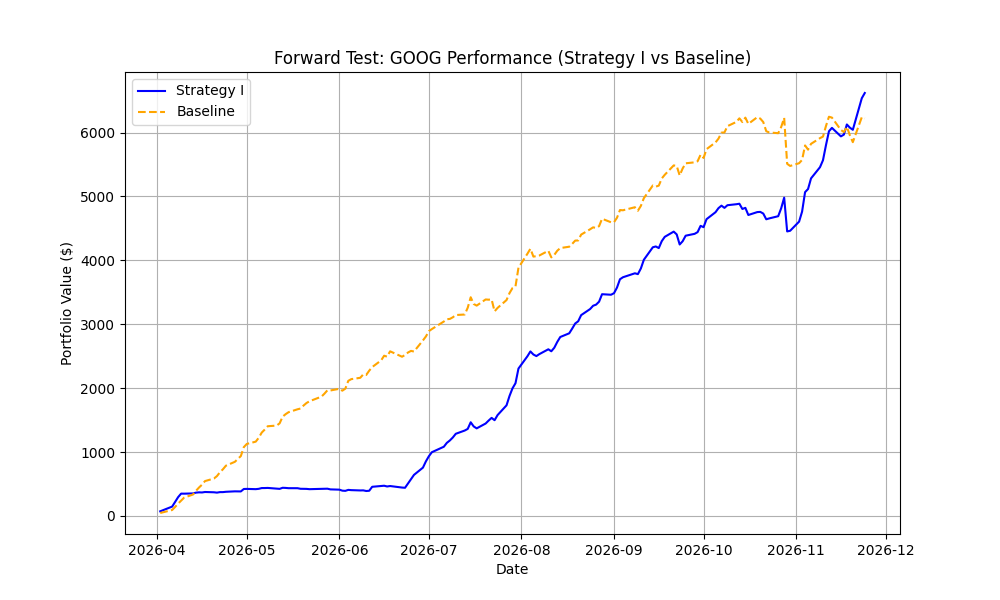 Forward Test: GOOG Performance (Strategy I vs Baseline)
Strategy I
Baseline
Portfolio Value ($)
6000
5000
4000
3000
2000
1000
0
2026-04 2026-05 2026-06 2026-07 2026-08 2026-09 2026-10 2026-11 2026-12
Date